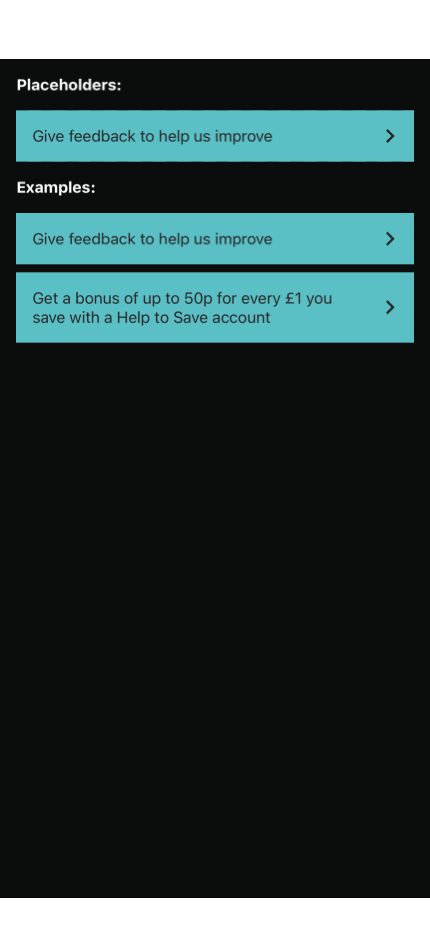 Placeholders:
Give feedback to help us improve
Examples:
Give feedback to help us improve
Get a bonus of up to 50p for every £1 you
save with a Help to Save account